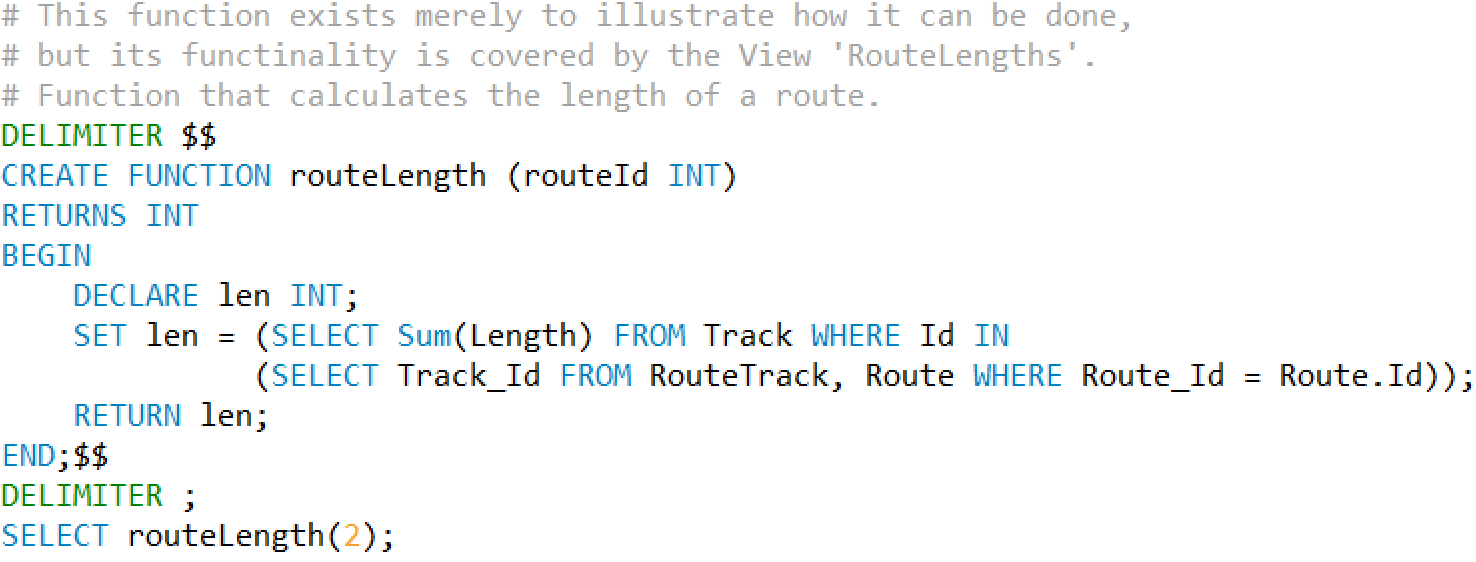 # This function exists merely to illustrate how it can be done,
# but its functinality is covered by the View 'RouteLengths'.
# Function that calculates the length of a route.
DELIMITER $$
CREATE FUNCTION routeLength (routeId INT)
RETURNS INT
BEGIN
    DECLARE len INT;
    SET len = (SELECT Sum(Length) FROM Track WHERE Id IN
              (SELECT Track_Id FROM RouteTrack, Route WHERE Route_Id = Route.Id));
    RETURN len;
END;$$
DELIMITER ;
SELECT routeLength(2);